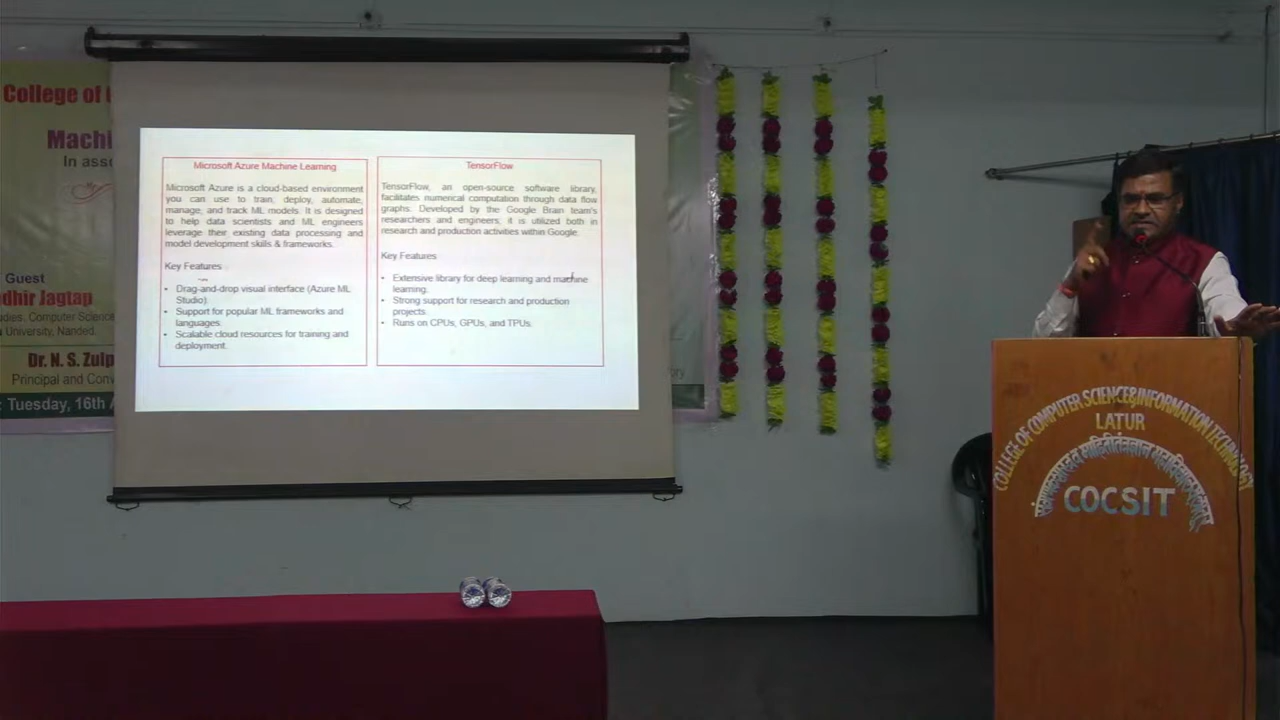 College of
Machi
In ass
Guest
dhir Jagtap
Studies, Computer Science
University, Nanded.
Dr. N. S. Zulp
Principal and Conv
Tuesday, 16th A
Microsoft Azure Machine Learning
Microsoft Azure is a cloud-based environment
you can use to train, deploy, automate,
manage, and track ML models. It is designed
to help data scientists and ML engineers
leverage their existing data processing and
model development skills & frameworks.
Key Features
• Drag-and-drop visual interface (Azure ML
Studio).
• Support for popular ML frameworks and
languages.
• Scalable cloud resources for training and
deployment.
TensorFlow
TensorFlow, an open-source software library,
facilitates numerical computation through data flow
graphs. Developed by the Google Brain team's
researchers and engineers, it is utilized both in
research and production activities within Google.
Key Features
• Extensive library for deep learning and machine
learning.
• Strong support for research and production
projects.
• Runs on CPUs, GPUs, and TPUs.
COLLEGE OF COMPUTER SCIENCE & INFORMATION TECHNOLOGY
LATUR
COCSIT